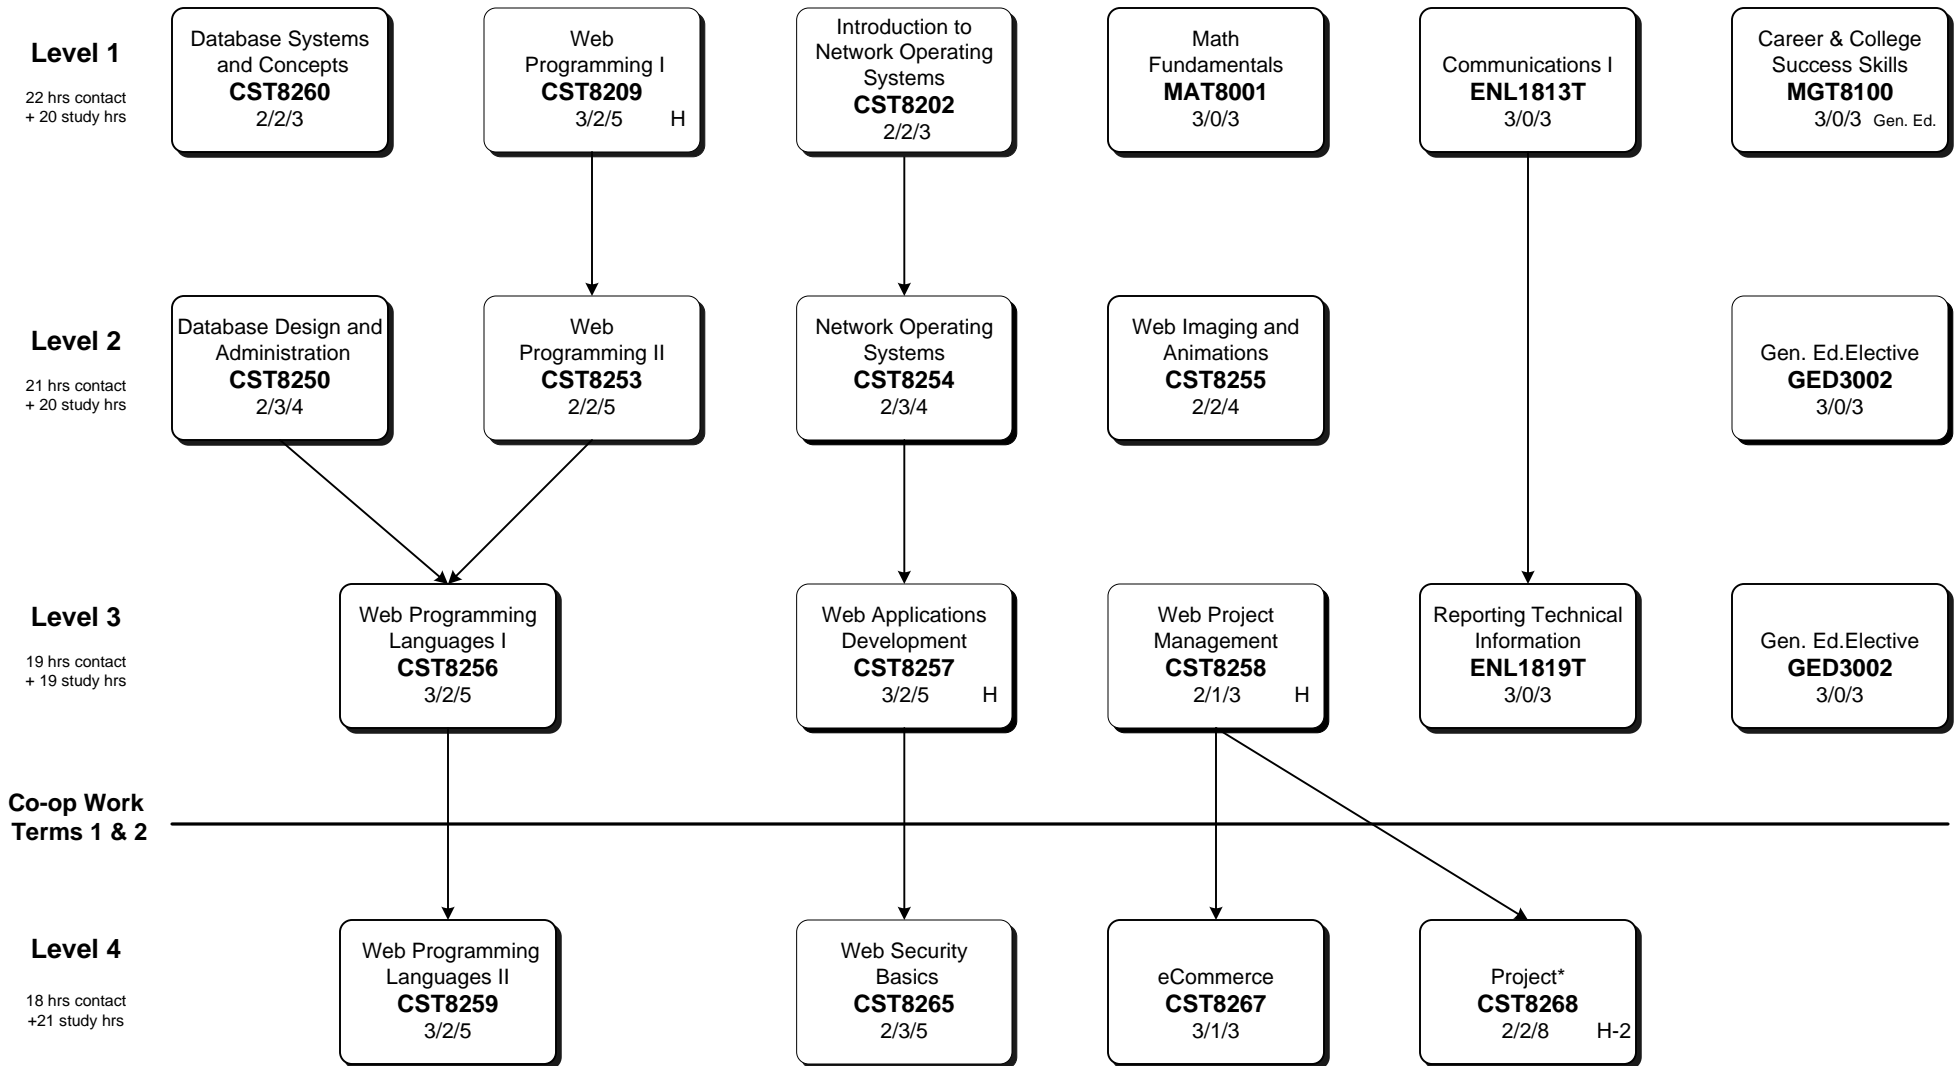 Level 1
22 hrs contact
+ 20 study hrs
Database Systems
and Concepts
CST8260
2/2/3
Web
Programming I
CST8209
3/2/5 H
Introduction to
Network Operating
Systems
CST8202
2/2/3
Math
Fundamentals
MAT8001
3/0/3
Communications I
ENL1813T
3/0/3
Career & College
Success Skills
MGT8100
3/0/3 Gen. Ed.
Level 2
21 hrs contact
+ 20 study hrs
Database Design and
Administration
CST8250
2/3/4
Web
Programming II
CST8253
2/2/5
Network Operating
Systems
CST8254
2/3/4
Web Imaging and
Animations
CST8255
2/2/4
Gen. Ed.Elective
GED3002
3/0/3
Level 3
19 hrs contact
+ 19 study hrs
Web Programming
Languages I
CST8256
3/2/5
Web Applications
Development
CST8257
3/2/5 H
Web Project
Management
CST8258
2/1/3 H
Reporting Technical
Information
ENL1819T
3/0/3
Gen. Ed.Elective
GED3002
3/0/3
Co-op Work
Terms 1 & 2
Level 4
18 hrs contact
+21 study hrs
Web Programming
Languages II
CST8259
3/2/5
Web Security
Basics
CST8265
2/3/5
eCommerce
CST8267
3/1/3
Project*
CST8268
2/2/8 H-2